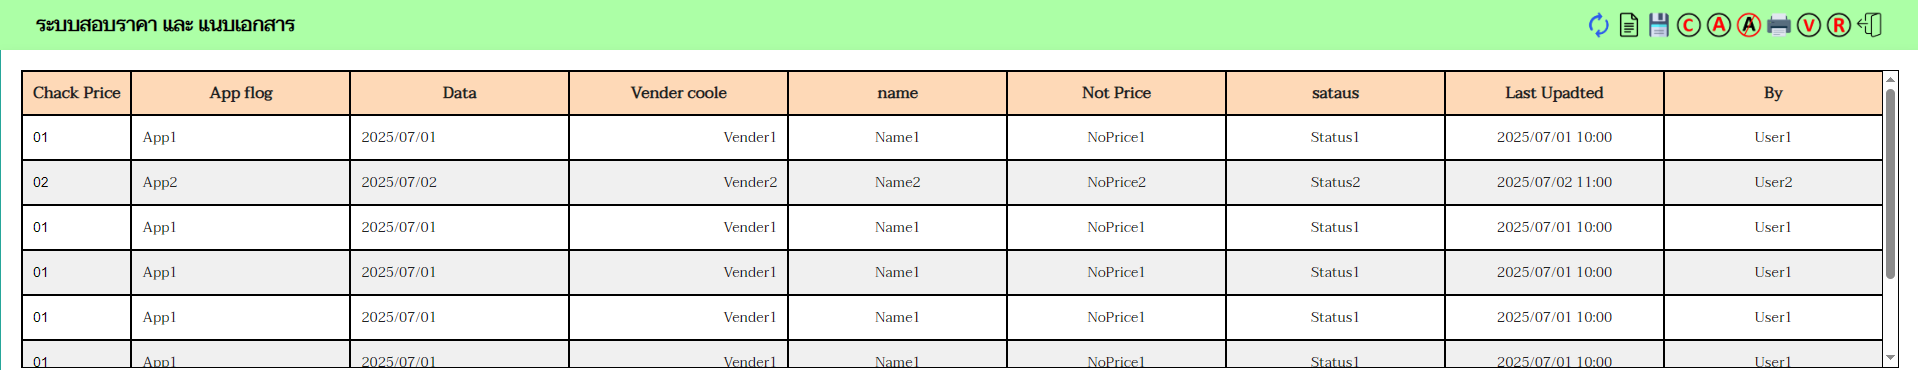 ระบบสอบราคา และ แนบเอกสาร C A A V R
Chack Price App flog Data Vender coole name Not Price sataus Last Upadted By
01 App1 2025/07/01 Vender1 Name1 NoPrice1 Status1 2025/07/01 10:00 User1
02 App2 2025/07/02 Vender2 Name2 NoPrice2 Status2 2025/07/02 11:00 User2
01 App1 2025/07/01 Vender1 Name1 NoPrice1 Status1 2025/07/01 10:00 User1
01 App1 2025/07/01 Vender1 Name1 NoPrice1 Status1 2025/07/01 10:00 User1
01 App1 2025/07/01 Vender1 Name1 NoPrice1 Status1 2025/07/01 10:00 User1
01 App1 2025/07/01 Vender1 Name1 NoPrice1 Status1 2025/07/01 10:00 User1